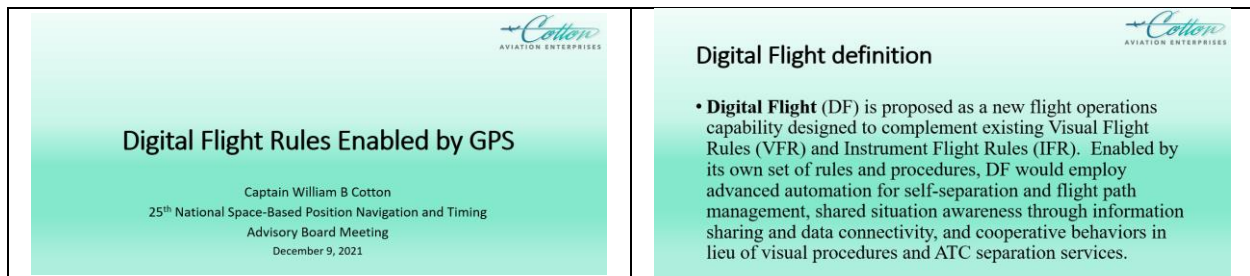 Cotton
AVIATION ENTERPRISES
Digital Flight Rules Enabled by GPS
Captain William B Cotton
25th National Space-Based Position Navigation and Timing
Advisory Board Meeting
December 9, 2021
Cotton
AVIATION ENTERPRISES
Digital Flight definition
• Digital Flight (DF) is proposed as a new flight operations
capability designed to complement existing Visual Flight
Rules (VFR) and Instrument Flight Rules (IFR).  Enabled by
its own set of rules and procedures, DF would employ
advanced automation for self-separation and flight path
management, shared situation awareness through information
sharing and data connectivity, and cooperative behaviors in
lieu of visual procedures and ATC separation services.